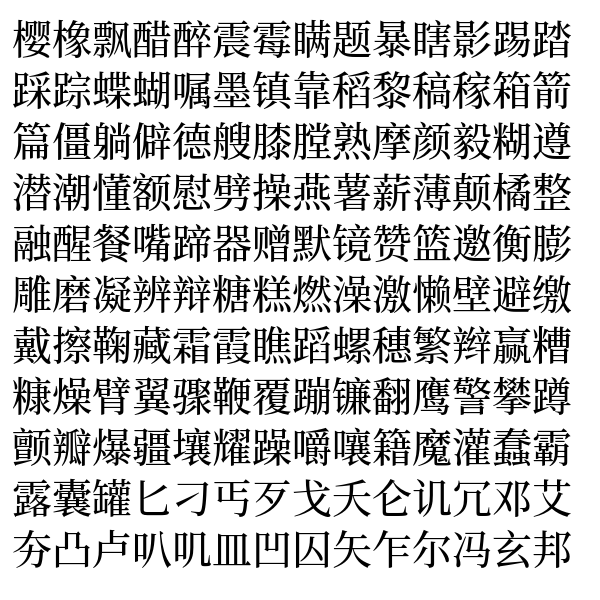 樱橡飘醋醉震霉瞒题暴瞎影踢踏
踩踪蝶蝴嘱墨镇靠稻黎稿稼箱箭
篇僵躺僻德艘膝膛熟摩颜毅糊遵
潜潮懂额慰劈操燕薯薪薄颠橘整
融醒餐嘴蹄器赠默镜赞篮邀衡膨
雕磨凝辨辩糖糕燃澡激懒壁避缴
戴擦鞠藏霜霞瞧蹈螺穗繁辫赢糟
糠燥臂翼骤鞭覆蹦镰翻鹰警攀蹲
颤瓣爆疆壤耀躁嚼嚷籍魔灌蠢霸
露囊罐匕刁丐歹戈夭仑讥冗邓艾
夯凸卢叭叽皿凹囚矢乍尔冯玄邦